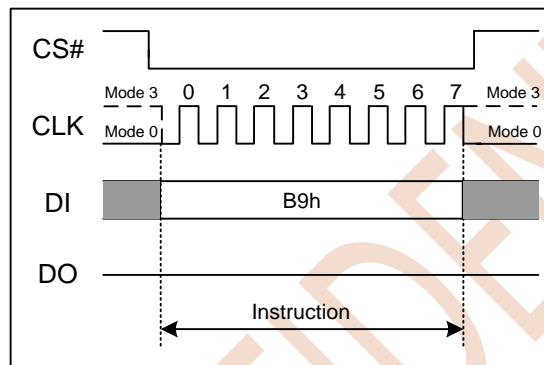 CS#
Mode 3 0 1 2 3 4 5 6 7 Mode 3
CLK
Mode 0 Mode 0
DI B9h
DO
Instruction